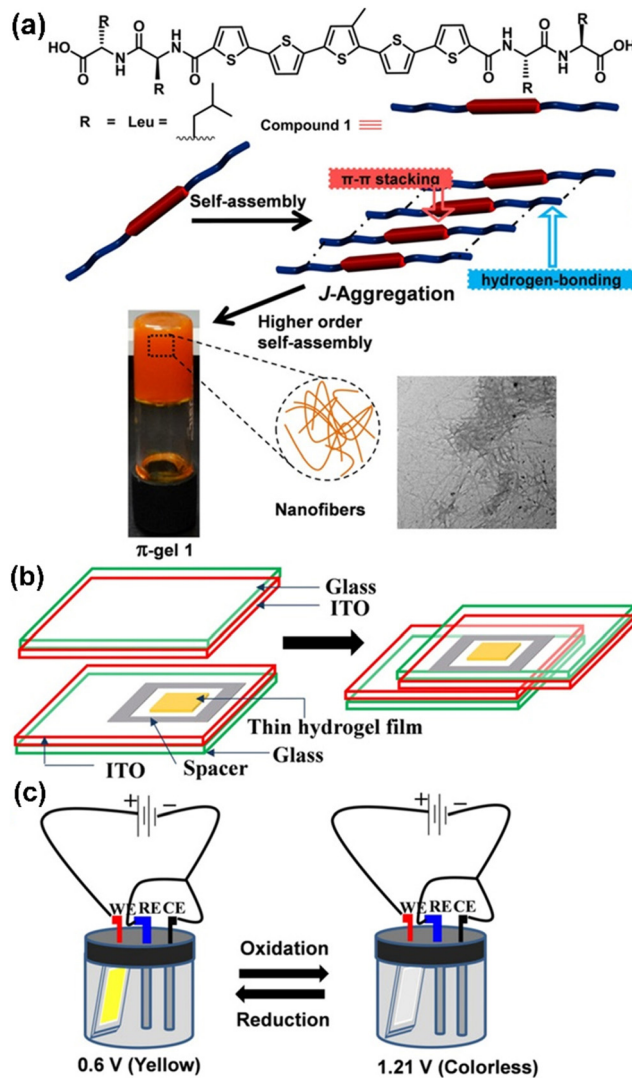 (a)
R
HO
O
N
H
O
R
H
N
O
S
S
S
S
S
O
H
N
R
O
N
H
R
OH
O
R = Leu =
Compound 1
π-π stacking
Self-assembly
hydrogen-bonding
J-Aggregation
Higher order
self-assembly
Nanofibers
π-gel 1
(b)
Glass
ITO
Thin hydrogel film
ITO
Spacer
Glass
(c)
+ −
+ −
WE RE CE
WE RE CE
Oxidation
Reduction
0.6 V (Yellow)
1.21 V (Colorless)